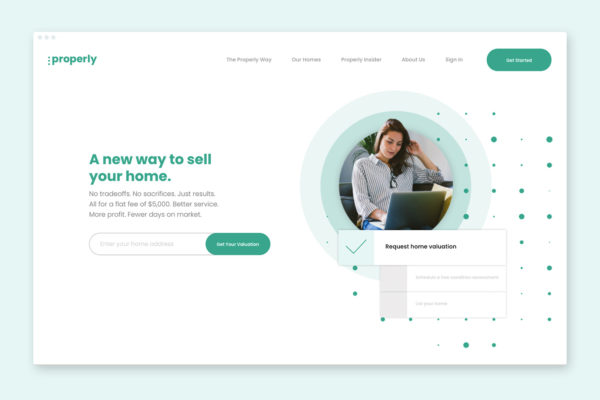 :properly
The Properly Way
Our Homes
Properly Insider
About Us
Sign In
Get Started
A new way to sell
your home.
No tradeoffs. No sacrifices. Just results.
All for a flat fee of $5,000. Better service.
More profit. Fewer days on market.
Enter your home address
Get Your Valuation
Request home valuation
Schedule a free condition assessment
List your home